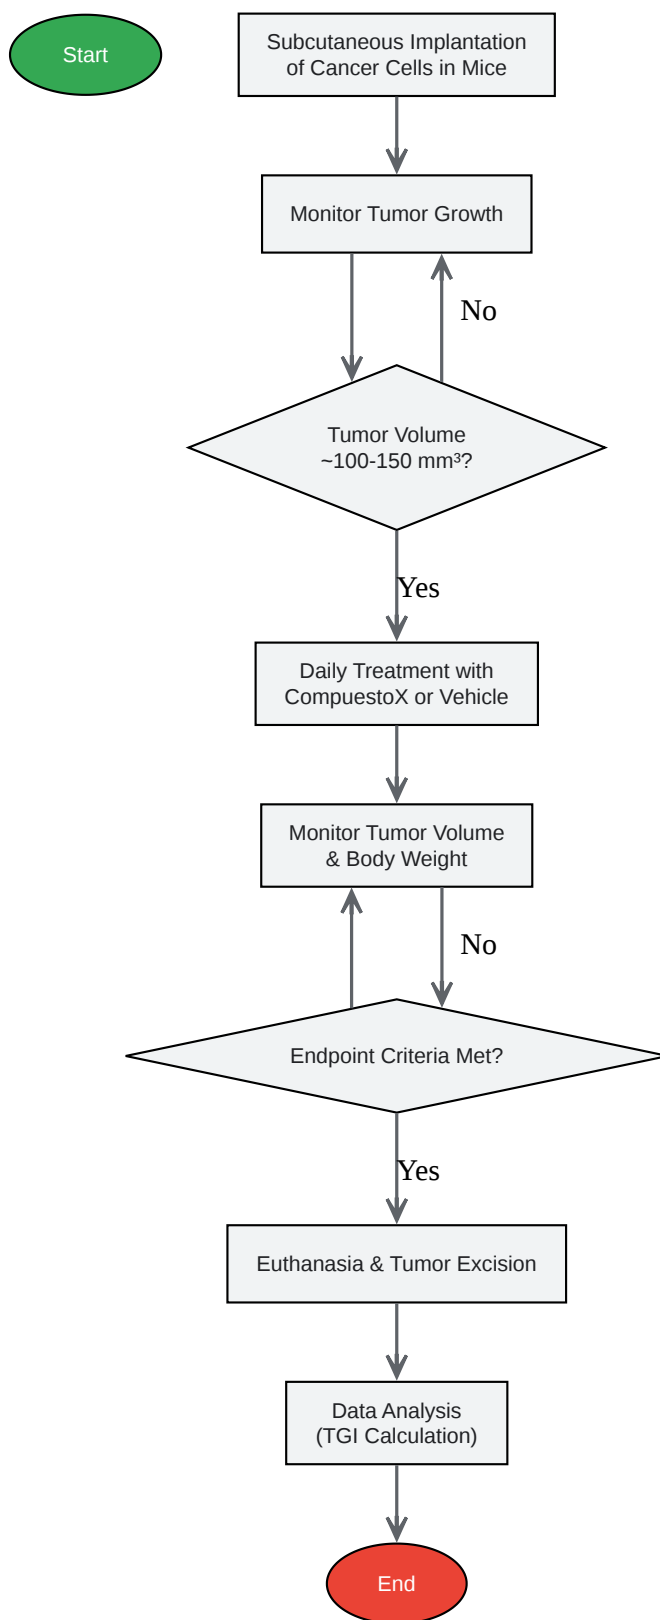 Start
Subcutaneous Implantation
of Cancer Cells in Mice
Monitor Tumor Growth
No
Tumor Volume
~100-150 mm³?
Yes
Daily Treatment with
CompuestoX or Vehicle
Monitor Tumor Volume
& Body Weight
No
Endpoint Criteria Met?
Yes
Euthanasia & Tumor Excision
Data Analysis
(TGI Calculation)
End